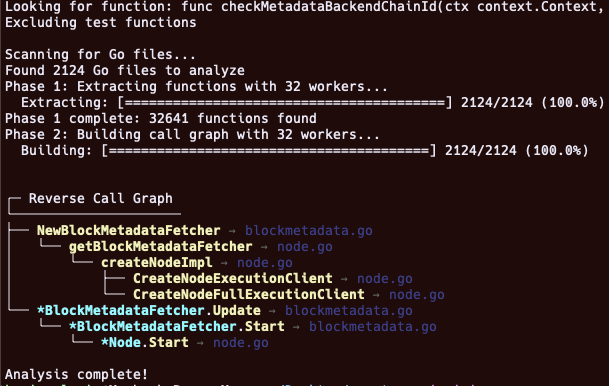 Looking for function: func checkMetadataBackendChainId(ctx context.Context,
Excluding test functions
Scanning for Go files...
Found 2124 Go files to analyze
Phase 1: Extracting functions with 32 workers...
Extracting: [========================================] 2124/2124 (100.0%)
Phase 1 complete: 32641 functions found
Phase 2: Building call graph with 32 workers...
Building: [========================================] 2124/2124 (100.0%)
Reverse Call Graph
NewBlockMetadataFetcher → blockmetadata.go
getBlockMetadataFetcher → node.go
createNodeImpl → node.go
CreateNodeExecutionClient → node.go
CreateNodeFullExecutionClient → node.go
*BlockMetadataFetcher.Update → blockmetadata.go
*BlockMetadataFetcher.Start → blockmetadata.go
*Node.Start → node.go
Analysis complete!